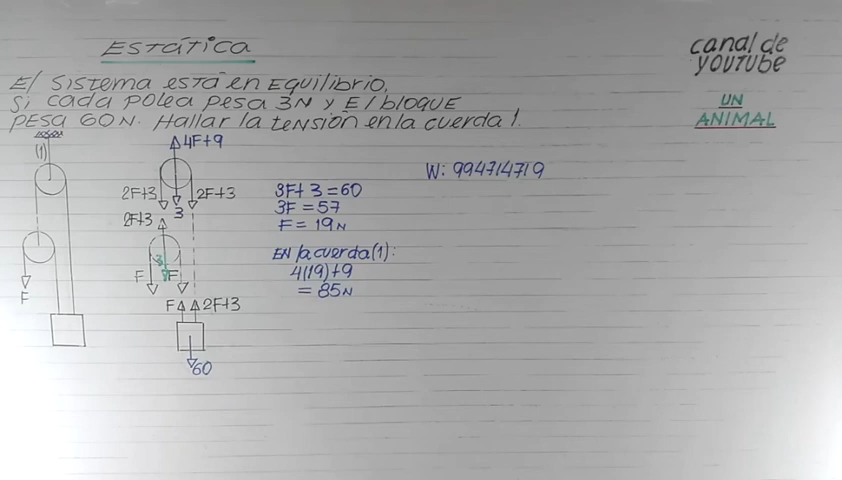 ESTÁTICA
El SISTEMA ESTÁ EN EQUILIBRIO.
Si cada POLEA PESA 3N y El bloque
PESA 60N. Hallar la tensión en la cuerda 1.
canal de
YOUTUBE
UN
ANIMAL
W: 994714719
(1)
F
4F+9
2F+3
2F+3
3
2F+3
3
F
F
F
2F+3
60
3F+3=60
3F=57
F=19N
EN la cuerda(1):
4(19)+9
=85N